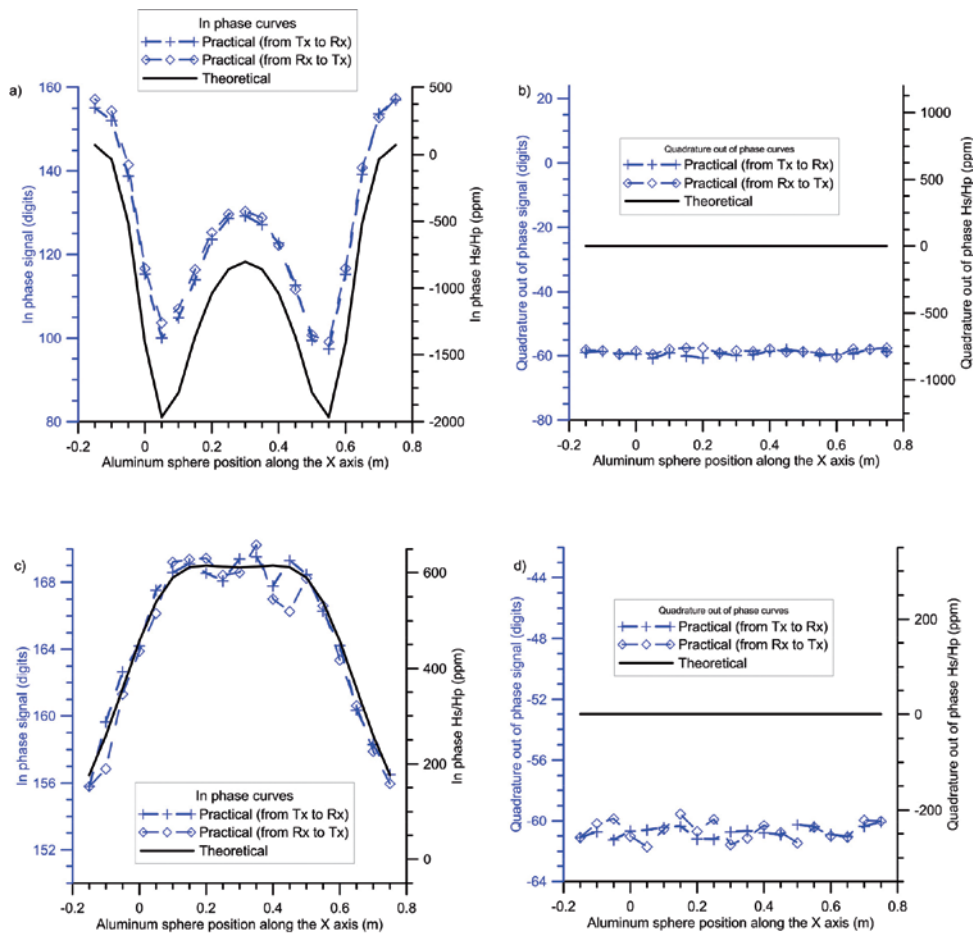 In phase curves
Practical (from Tx to Rx)
Practical (from Rx to Tx)
Theoretical
a)
160
140
120
100
80
In phase signal (digits)
500
0
-500
-1000
-1500
-2000
In phase Hs/Hp (ppm)
-0.2 0 0.2 0.4 0.6 0.8
Aluminum sphere position along the X axis (m)
b)
20
0
-20
-40
-60
-80
Quadrature out of phase signal (digits)
Quadrature out of phase curves
Practical (from Tx to Rx)
Practical (from Rx to Tx)
Theoretical
1000
500
0
-500
-1000
Quadrature out of phase Hs/Hp (ppm)
-0.2 0 0.2 0.4 0.6 0.8
Aluminum sphere position along the X axis (m)
c)
168
164
160
156
152
In phase signal (digits)
In phase curves
Practical (from Tx to Rx)
Practical (from Rx to Tx)
Theoretical
600
400
200
0
In phase Hs/Hp (ppm)
-0.2 0 0.2 0.4 0.6 0.8
Aluminum sphere position along the X axis (m)
d)
-44
-48
-52
-56
-60
-64
Quadrature out of phase signal (digits)
Quadrature out of phase curves
Practical (from Tx to Rx)
Practical (from Rx to Tx)
Theoretical
200
0
-200
Quadrature out of phase Hs/Hp (ppm)
-0.2 0 0.2 0.4 0.6 0.8
Aluminum sphere position along the X axis (m)